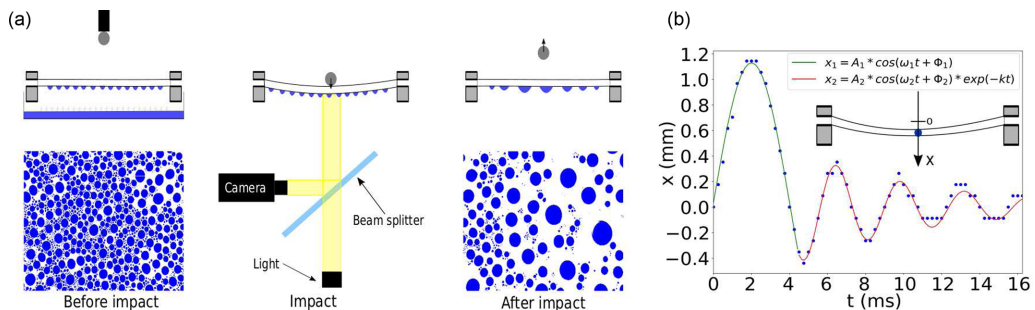 (a)
Camera
Beam splitter
Light
Before impact
Impact
After impact
(b)
x₁ = A₁ * cos(ω₁t + Φ₁)
x₂ = A₂ * cos(ω₂t + Φ₂) * exp(−kt)
o
X
x (mm)
1.2
1.0
0.8
0.6
0.4
0.2
0.0
−0.2
−0.4
0 2 4 6 8 10 12 14 16
t (ms)